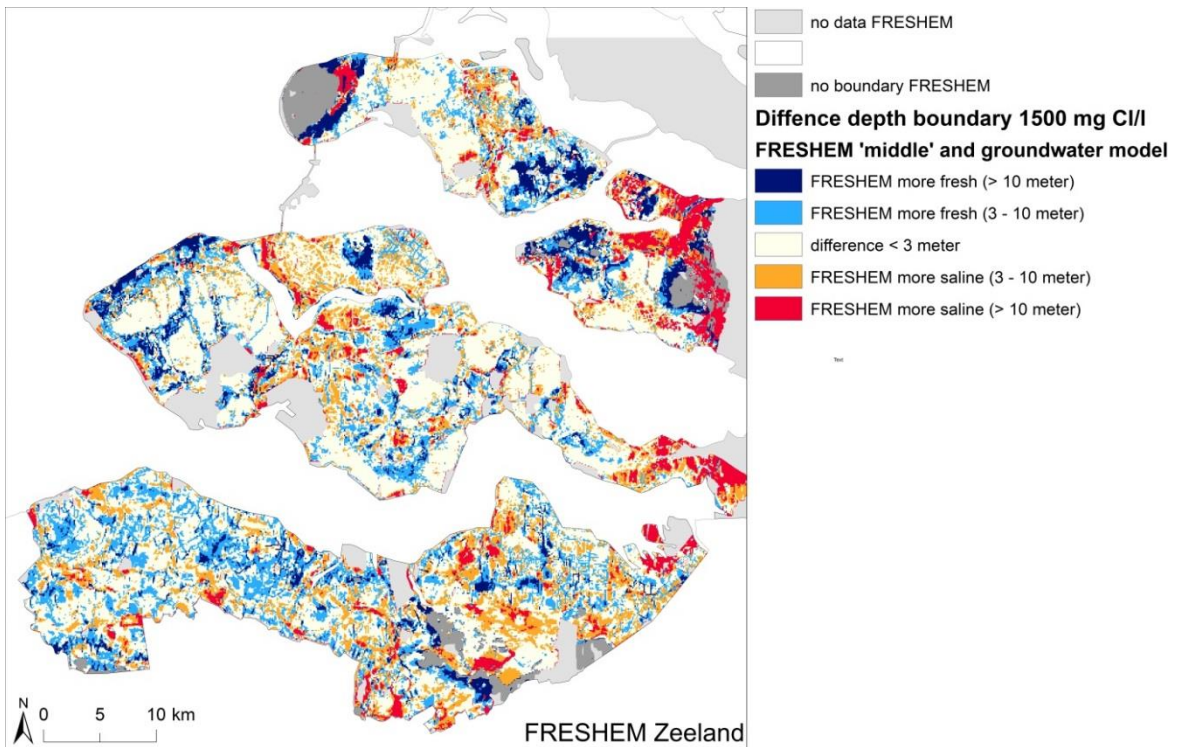 no data FRESHEM
no boundary FRESHEM
Diffence depth boundary 1500 mg Cl/l
FRESHEM 'middle' and groundwater model
FRESHEM more fresh (> 10 meter)
FRESHEM more fresh (3 - 10 meter)
difference < 3 meter
FRESHEM more saline (3 - 10 meter)
FRESHEM more saline (> 10 meter)
Text
N
0 5 10 km
FRESHEM Zeeland